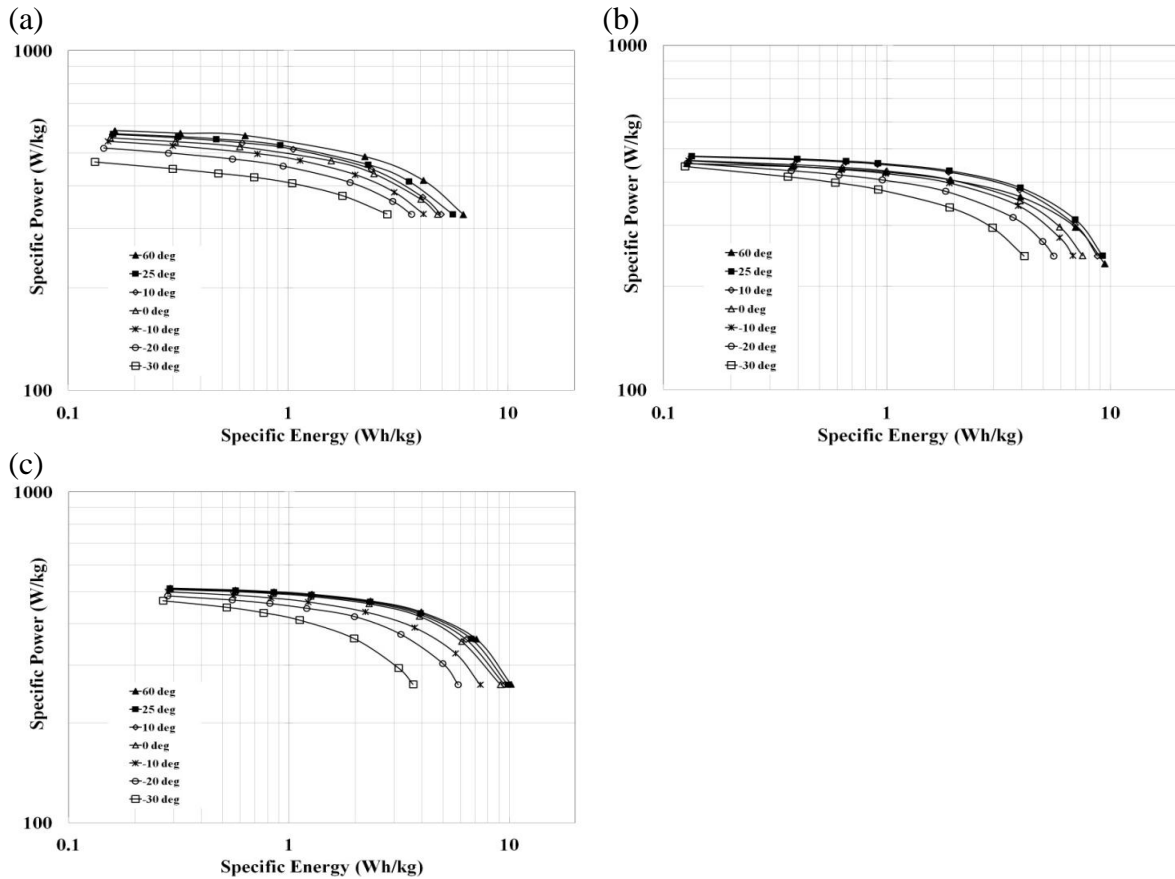 (a)
1000
Specific Power (W/kg)
60 deg
25 deg
10 deg
0 deg
-10 deg
-20 deg
-30 deg
100
0.1 1 10
Specific Energy (Wh/kg)
(b)
1000
Specific Power (W/kg)
60 deg
25 deg
10 deg
0 deg
-10 deg
-20 deg
-30 deg
100
0.1 1 10
Specific Energy (Wh/kg)
(c)
1000
Specific Power (W/kg)
60 deg
25 deg
10 deg
0 deg
-10 deg
-20 deg
-30 deg
100
0.1 1 10
Specific Energy (Wh/kg)